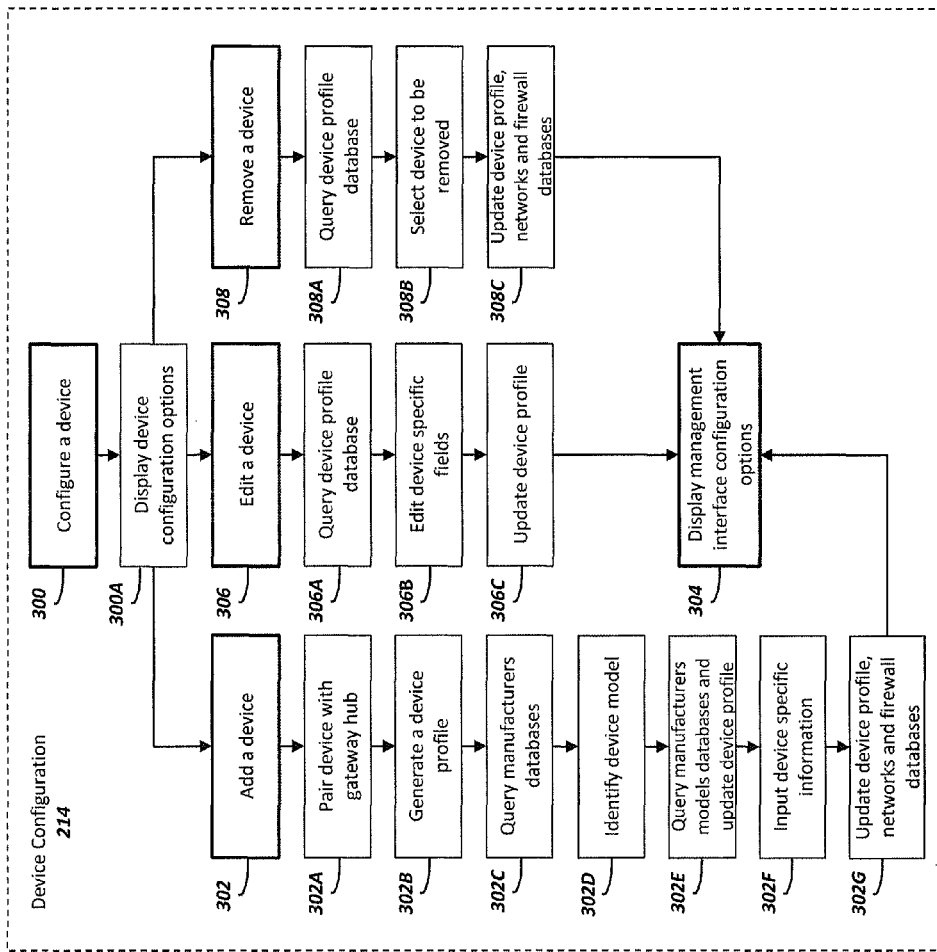 Device Configuration
214
300
Configure a device
300A
Display device
configuration options
302
Add a device
302A
Pair device with
gateway hub
302B
Generate a device
profile
302C
Query manufacturers
databases
302D
Identify device model
302E
Query manufacturers
models databases and
update device profile
302F
Input device specific
information
302G
Update device profile,
networks and firewall
databases
306
Edit a device
306A
Query device profile
database
306B
Edit device specific
fields
306C
Update device profile
304
Display management
interface configuration
options
308
Remove a device
308A
Query device profile
database
308B
Select device to be
removed
308C
Update device profile,
networks and firewall
databases